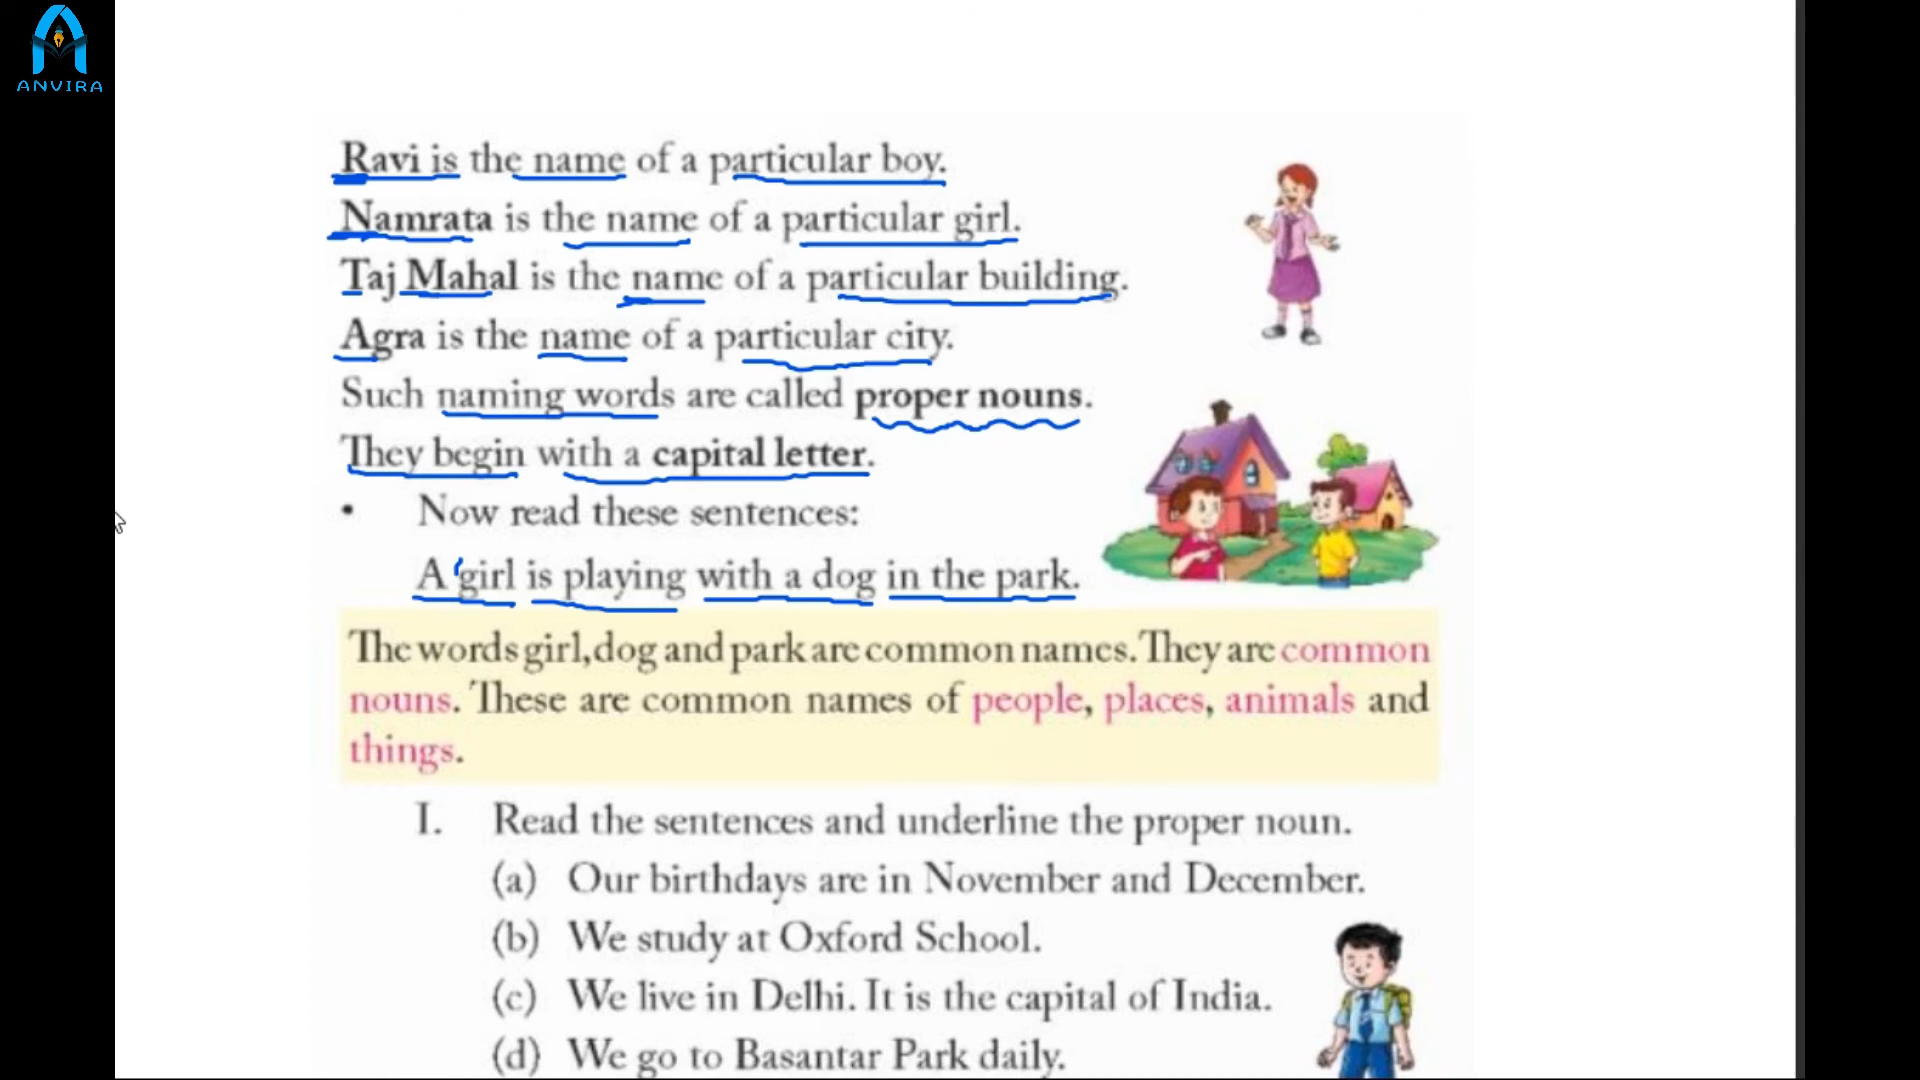 ANVIRA
Ravi is the name of a particular boy.
Namrata is the name of a particular girl.
Taj Mahal is the name of a particular building.
Agra is the name of a particular city.
Such naming words are called proper nouns.
They begin with a capital letter.
• Now read these sentences:
A girl is playing with a dog in the park.
The words girl, dog and park are common names. They are common
nouns. These are common names of people, places, animals and
things.
I. Read the sentences and underline the proper noun.
(a) Our birthdays are in November and December.
(b) We study at Oxford School.
(c) We live in Delhi. It is the capital of India.
(d) We go to Basantar Park daily.